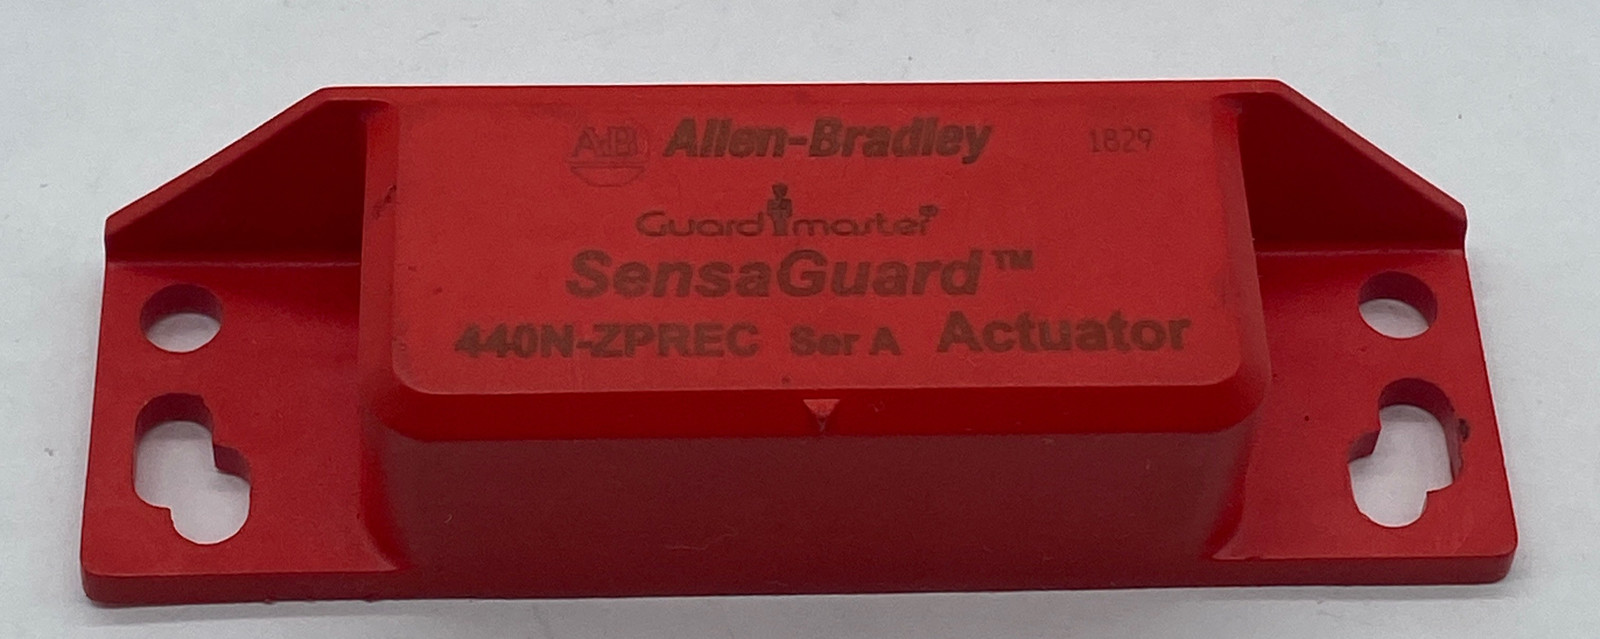 AB Allen-Bradley 1829
Guardmaster
SensaGuard™
440N-ZPREC Ser A Actuator